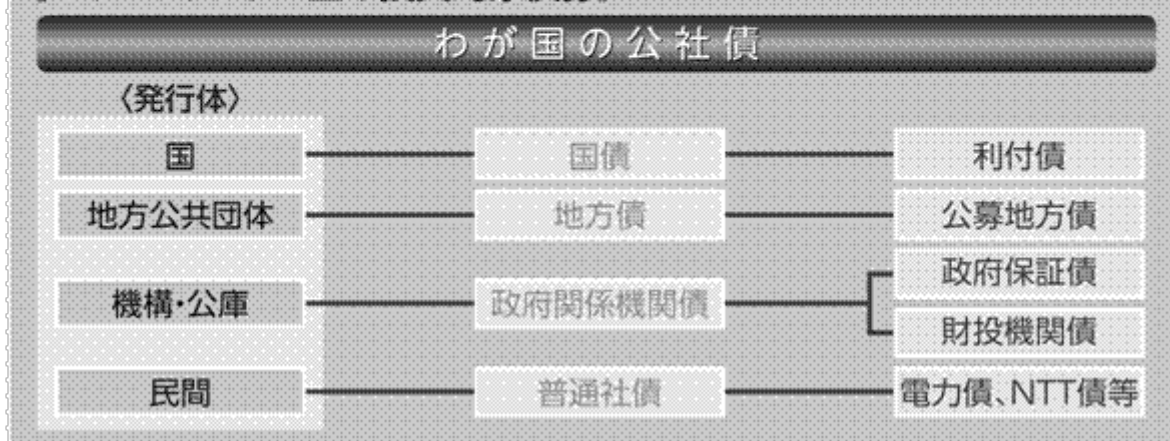 わが国の公社債
〈発行体〉
国 国債 利付債
地方公共団体 地方債 公募地方債
機構・公庫 政府関係機関債 政府保証債
財投機関債
民間 普通社債 電力債、NTT債等